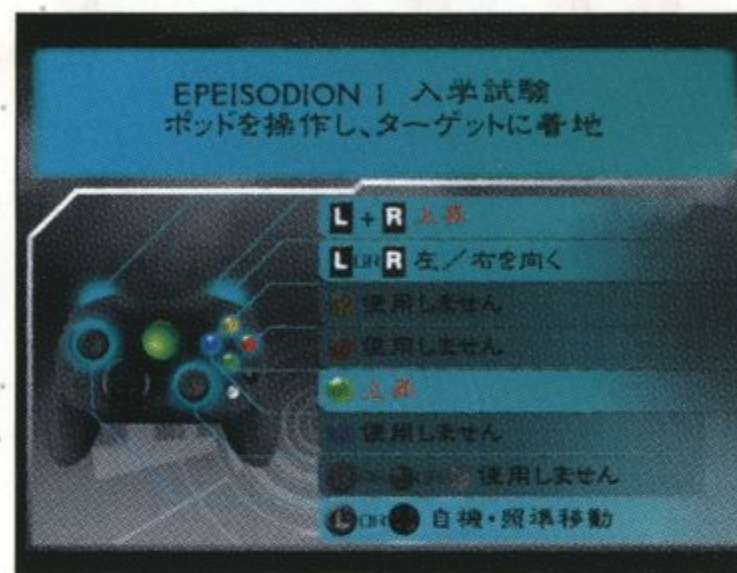 EPEISODION 1 入学試験
ポッドを操作し、ターゲットに着地
L + R 上昇
L OR R 左/右を向く
使用しません
使用しません
上昇
使用しません
使用しません
L OR 自機・照準移動